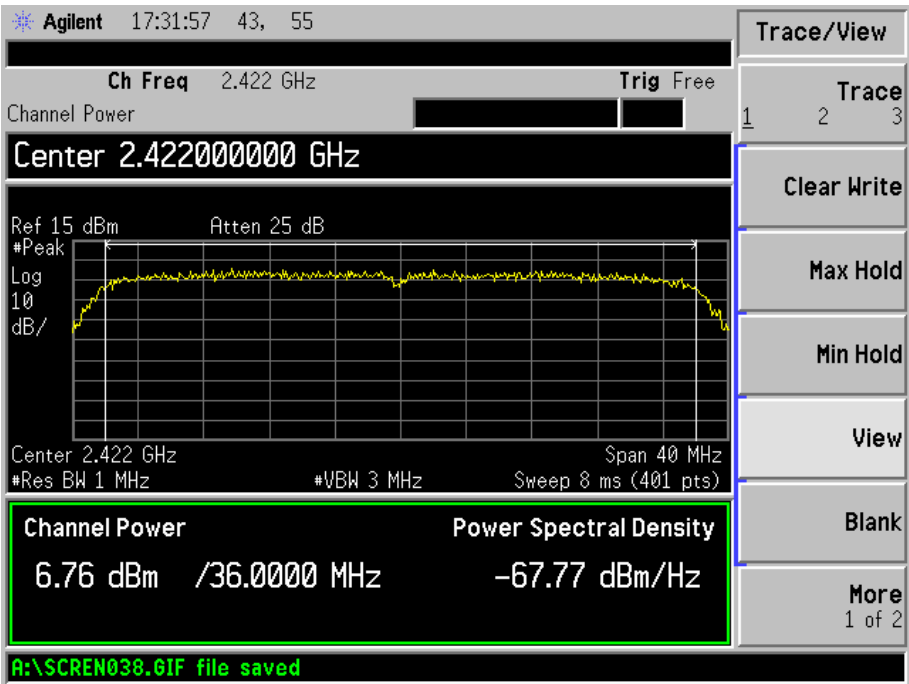 Agilent 17:31:57 43, 55
Trace/View
Ch Freq 2.422 GHz Trig Free
Channel Power
Trace
1 2 3
Center 2.422000000 GHz
Clear Write
Ref 15 dBm Atten 25 dB
#Peak
Log
10
dB/
Max Hold
Min Hold
View
Center 2.422 GHz Span 40 MHz
#Res BW 1 MHz #VBW 3 MHz Sweep 8 ms (401 pts)
Blank
Channel Power Power Spectral Density
6.76 dBm /36.0000 MHz -67.77 dBm/Hz
More
1 of 2
A:\SCREN038.GIF file saved